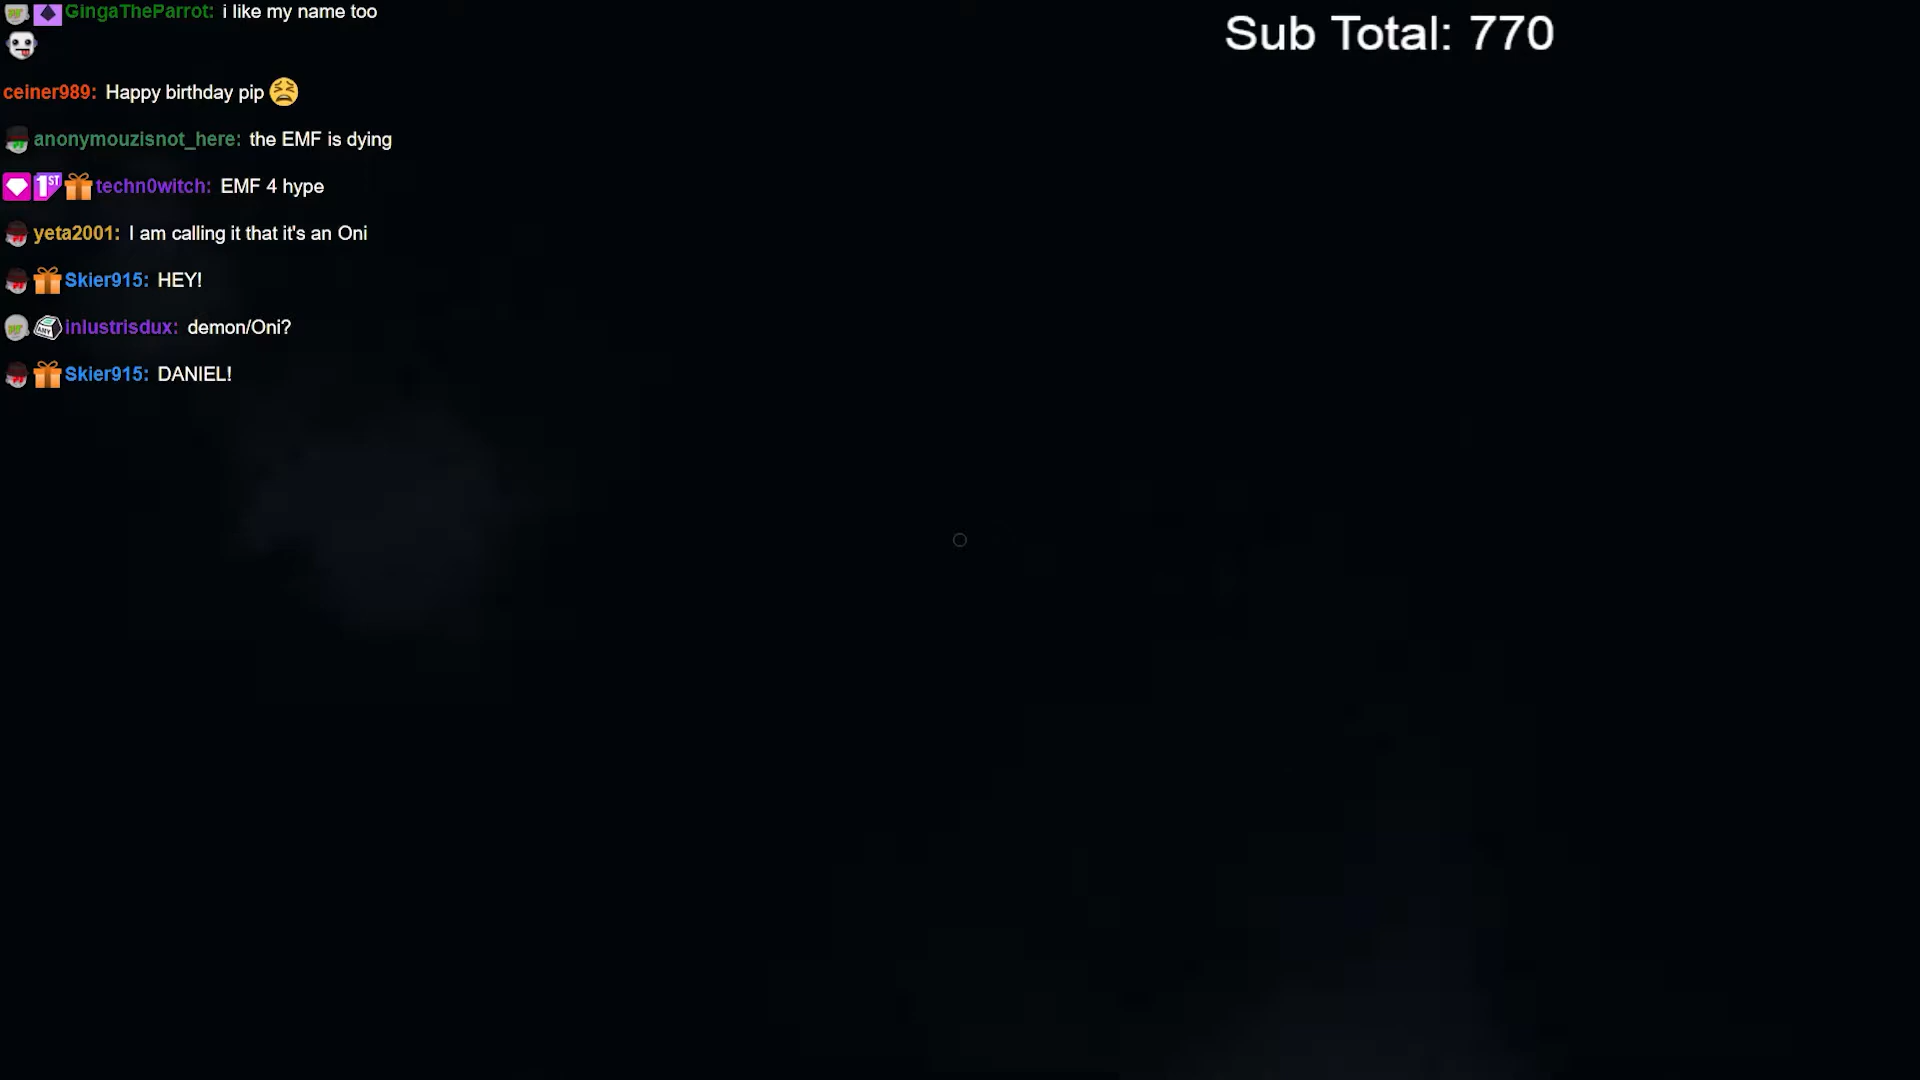 GingaTheParrot: i like my name too
Sub Total: 770
ceiner989: Happy birthday pip
anonymouzisnot_here: the EMF is dying
1ST techn0witch: EMF 4 hype
yeta2001: I am calling it that it's an Oni
Skier915: HEY!
inlustrisdux: demon/Oni?
Skier915: DANIEL!